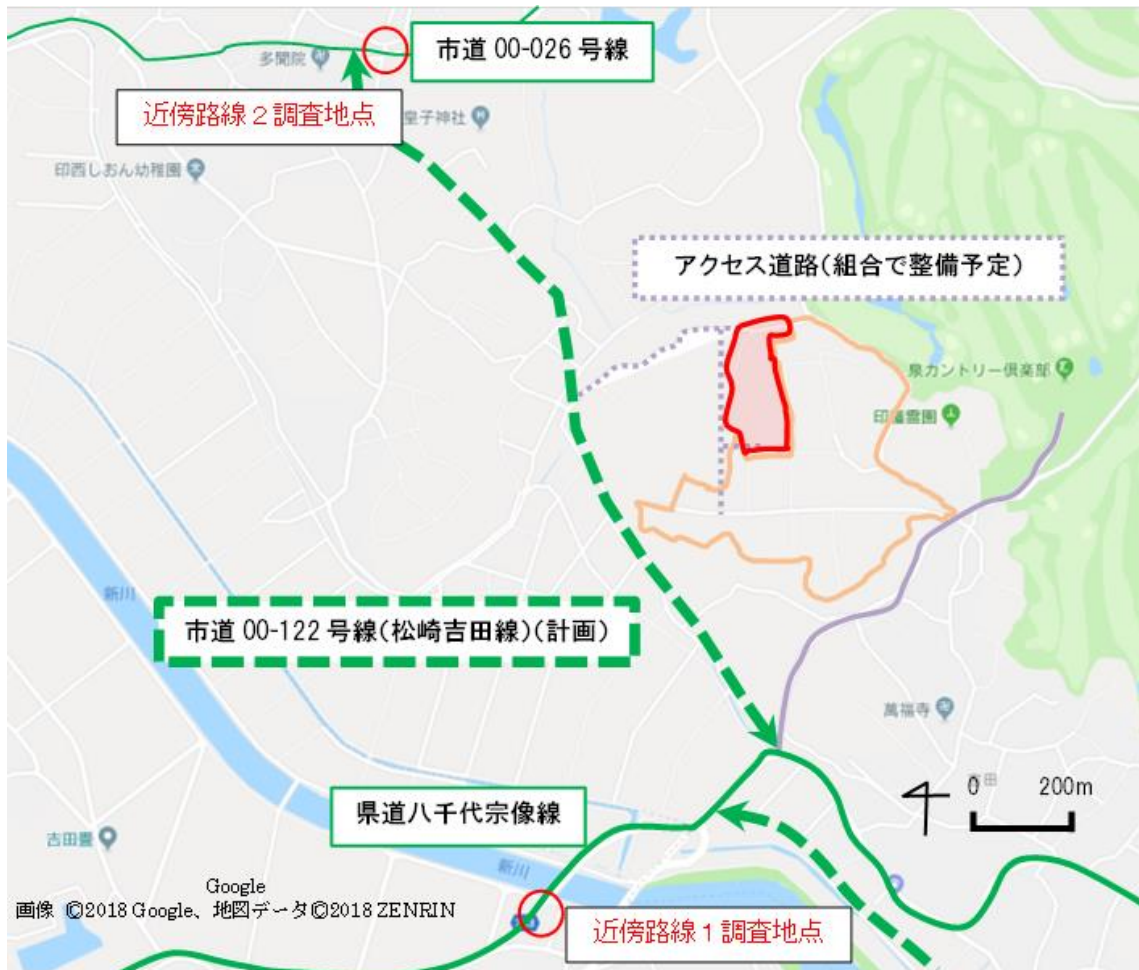 市道 00-026 号線
多聞院
近傍路線２調査地点
皇子神社
印西しおん幼稚園
アクセス道路(組合で整備予定)
泉カントリー倶楽部
印旛霊園
新川
市道 00-122 号線(松崎吉田線)(計画)
萬福寺
0
200m
県道八千代宗像線
吉田畳
新川
Google
画像 ©2018 Google、地図データ©2018 ZENRIN
近傍路線１調査地点